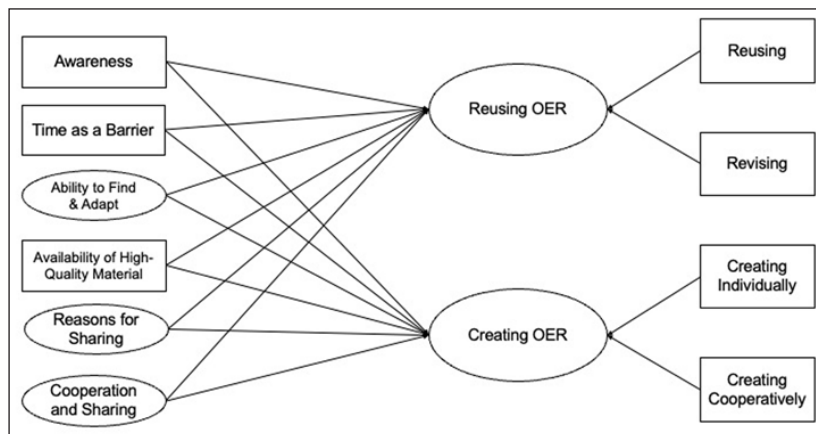 Awareness
Time as a Barrier
Ability to Find
& Adapt
Availability of High-
Quality Material
Reasons for
Sharing
Cooperation
and Sharing
Reusing OER
Creating OER
Reusing
Revising
Creating
Individually
Creating
Cooperatively